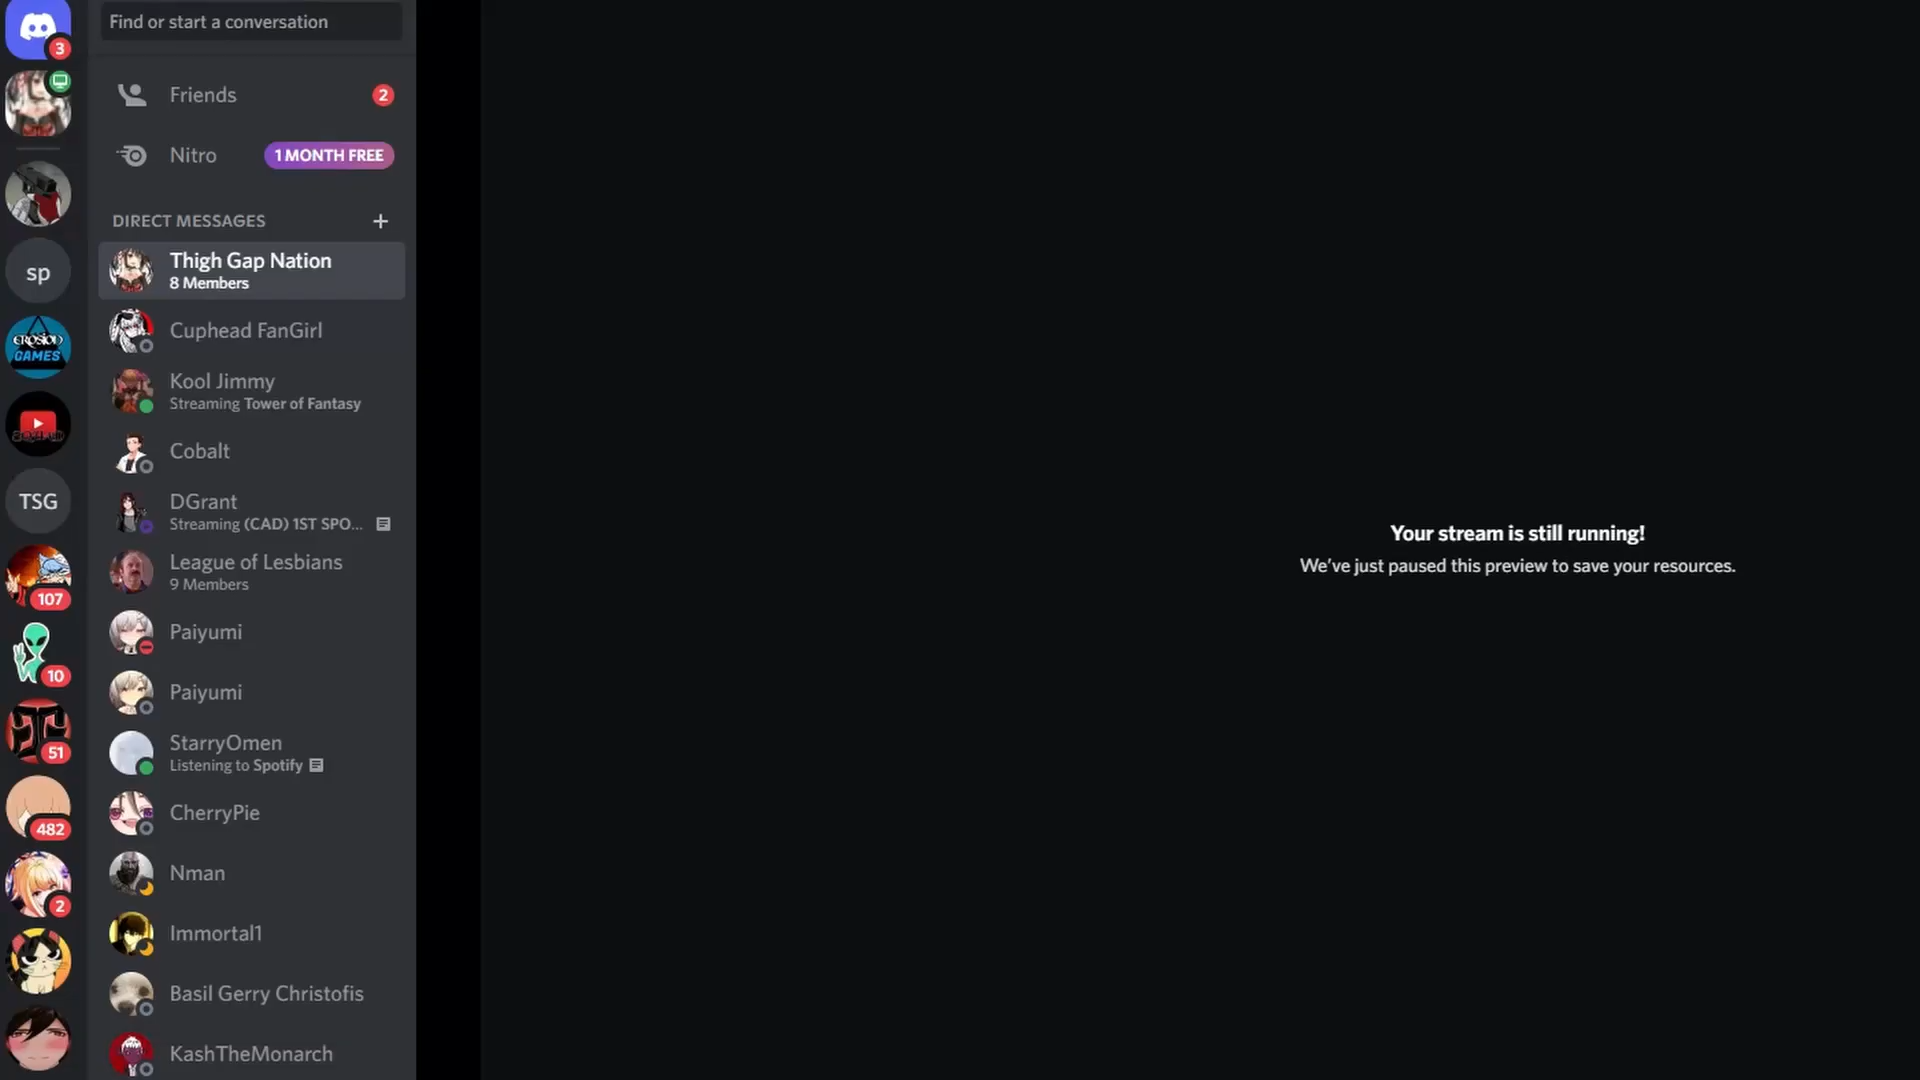 3
Find or start a conversation
Friends
2
Nitro
1 MONTH FREE
DIRECT MESSAGES
Thigh Gap Nation
8 Members
Cuphead FanGirl
Kool Jimmy
Streaming Tower of Fantasy
Cobalt
DGrant
Streaming (CAD) 1ST SPO...
League of Lesbians
9 Members
Paiyumi
Paiyumi
StarryOmen
Listening to Spotify
CherryPie
Nman
Immortal1
Basil Gerry Christofis
KashTheMonarch
sp
EROSION
GAMES
TSG
107
10
51
482
2
Your stream is still running!
We've just paused this preview to save your resources.